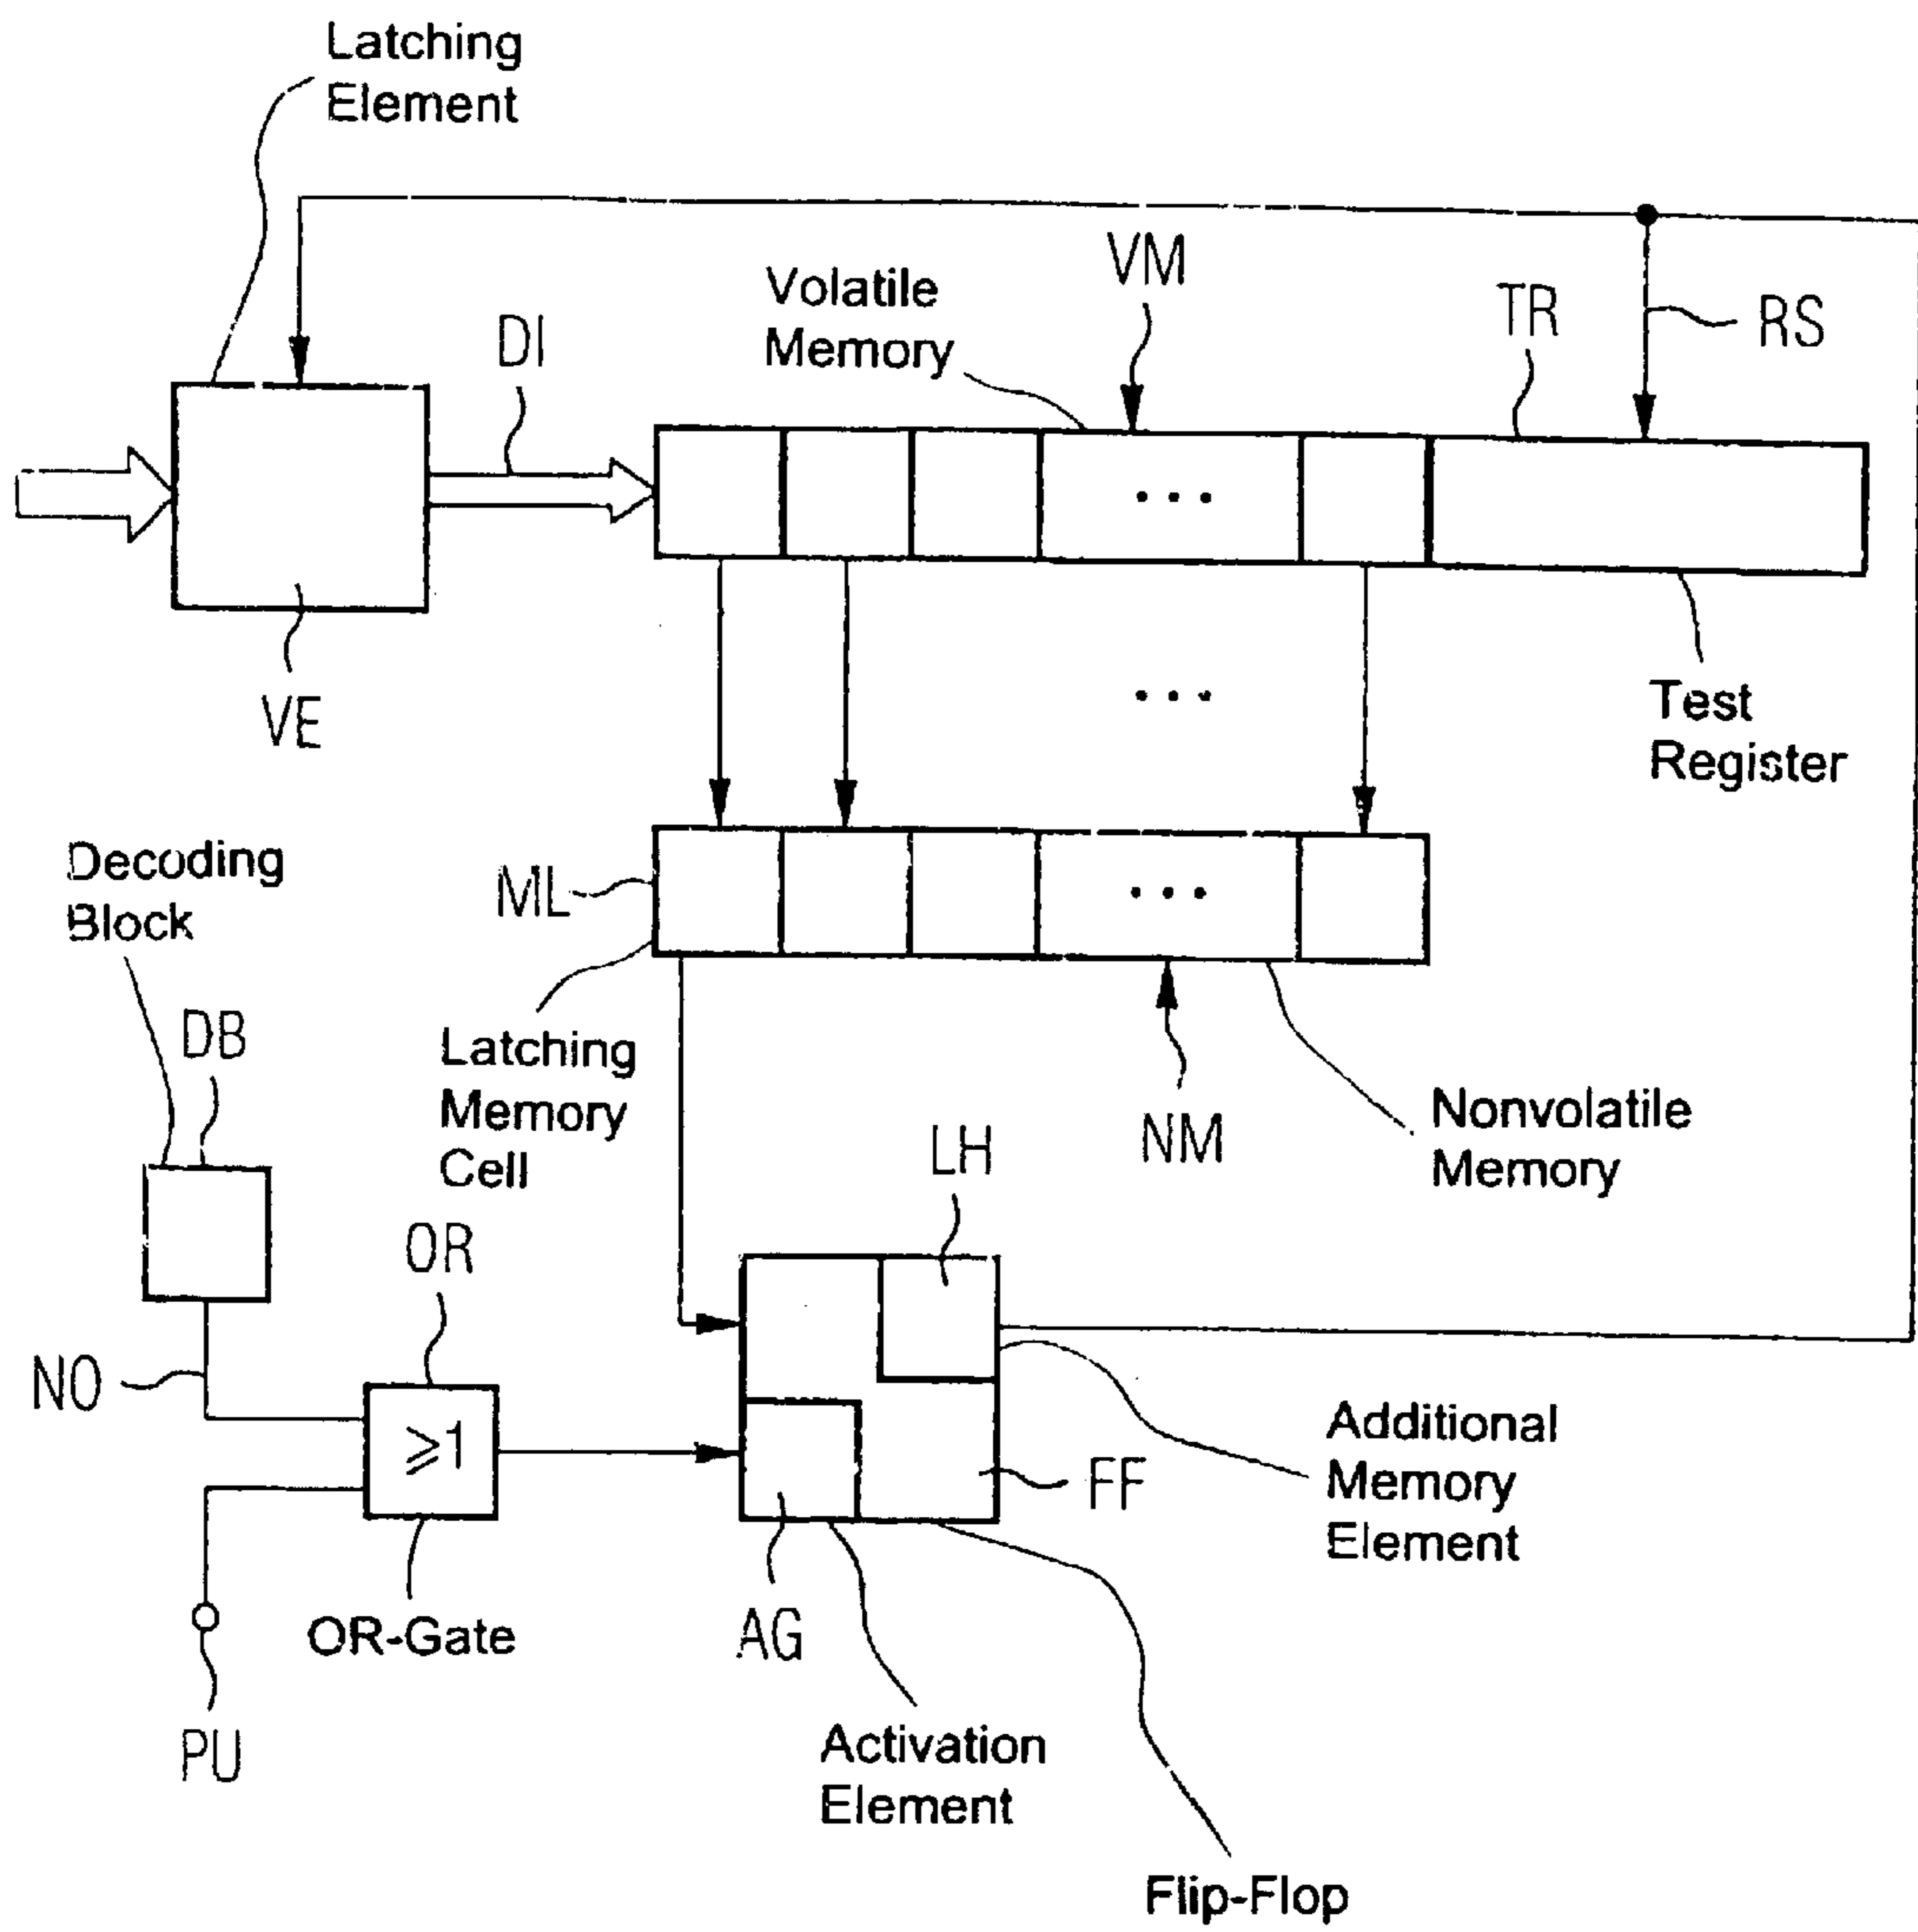 Latching
Element
VM
Volatile
Memory
TR
RS
DI
• • •
VE
• • •
Test
Register
Decoding
Block
ML
• • •
DB
Latching
Memory
Cell
NM
Nonvolatile
Memory
LH
OR
NO
≥1
FF
Additional
Memory
Element
OR-Gate
AG
PU
Activation
Element
Flip-Flop